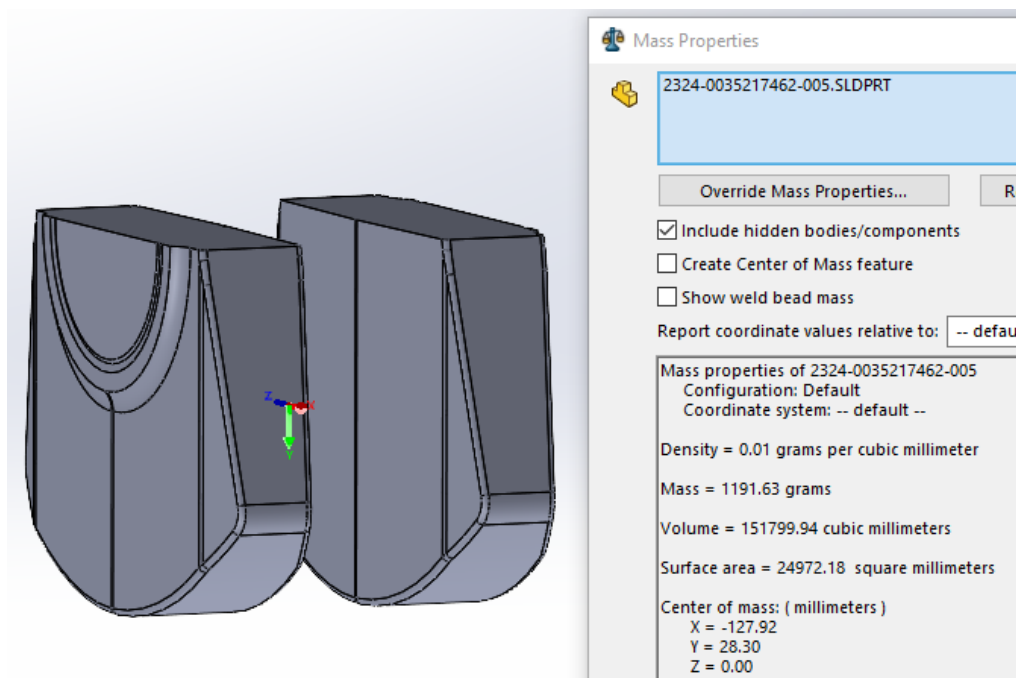 Mass Properties
2324-0035217462-005.SLDPRT
Override Mass Properties...
Include hidden bodies/components
Create Center of Mass feature
Show weld bead mass
Report coordinate values relative to: -- defau
Mass properties of 2324-0035217462-005
Configuration: Default
Coordinate system: -- default --
Density = 0.01 grams per cubic millimeter
Mass = 1191.63 grams
Volume = 151799.94 cubic millimeters
Surface area = 24972.18 square millimeters
Center of mass: ( millimeters )
X = -127.92
Y = 28.30
Z = 0.00
Z
X
Y